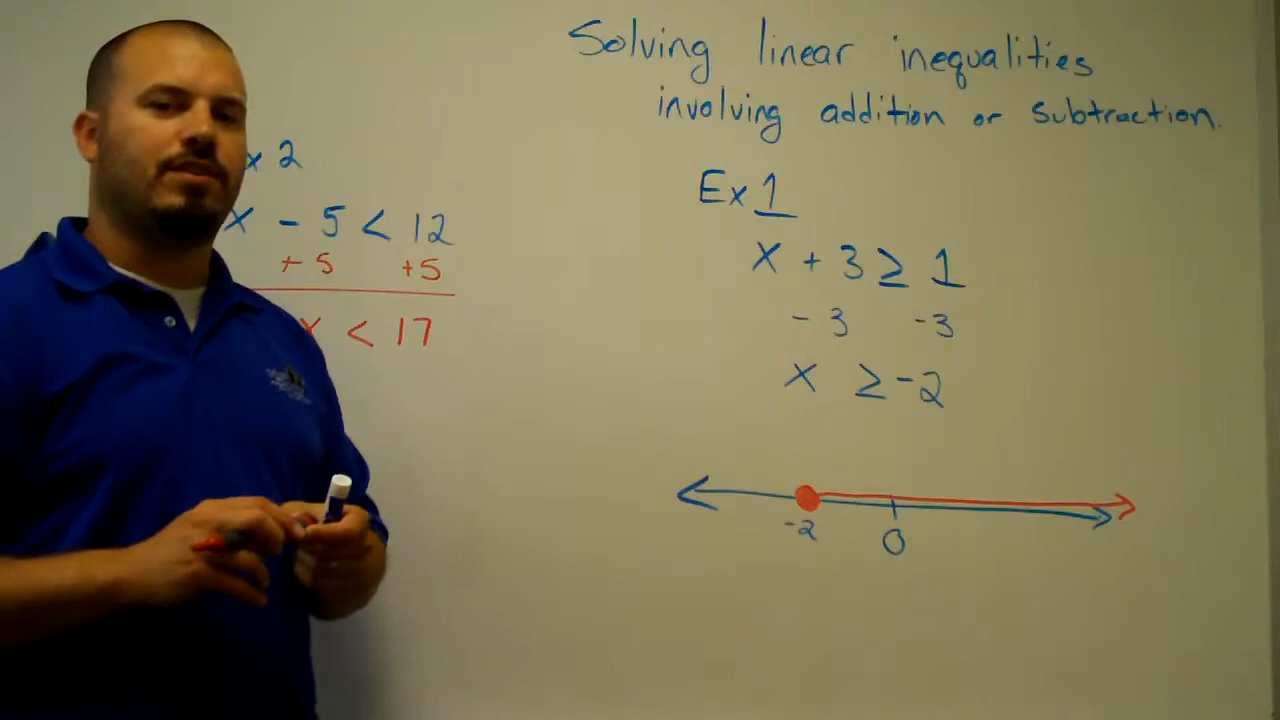 Solving linear inequalities
involving addition or subtraction.
Ex 1
x + 3 ≥ 1
- 3 -3
x ≥ -2
-2 0
x 2
x - 5 < 12
+ 5 +5
x < 17